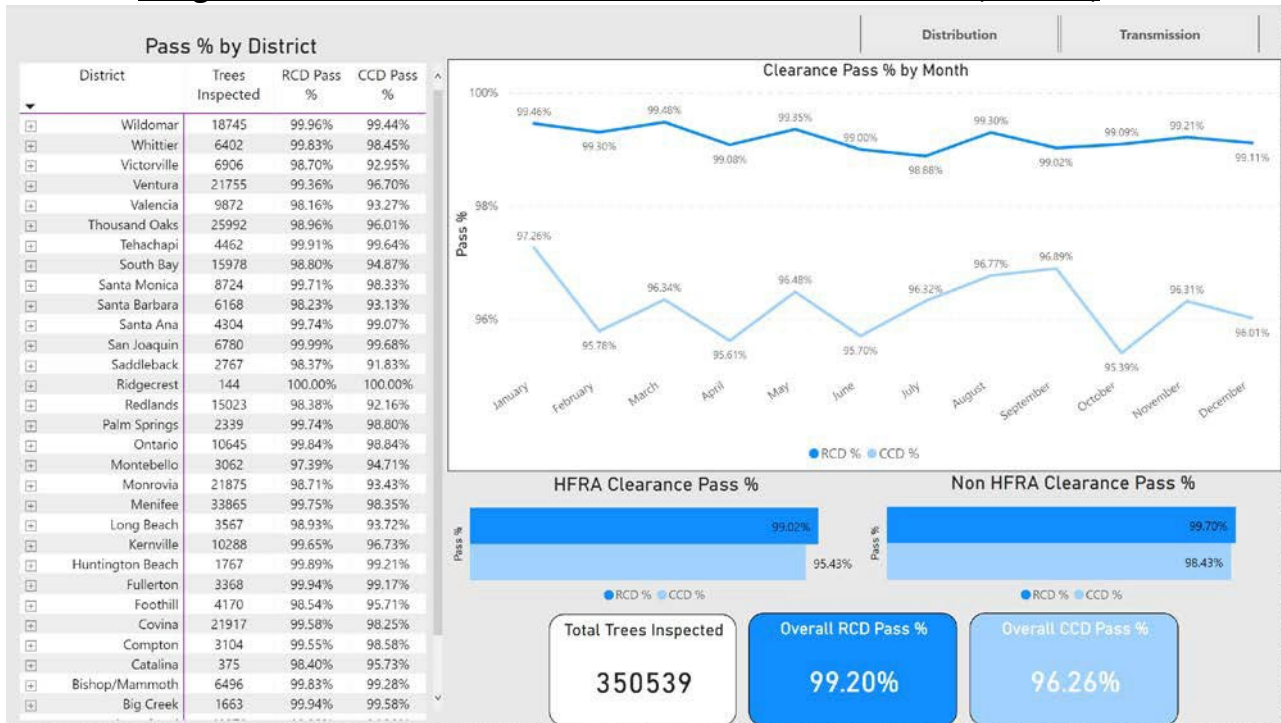 Distribution
Transmission
Pass % by District
District Trees Inspected RCD Pass % CCD Pass %
Wildomar 18745 99.96% 99.44%
Whittier 6402 99.83% 98.45%
Victorville 6906 98.70% 92.95%
Ventura 21755 99.36% 96.70%
Valencia 9872 98.16% 93.27%
Thousand Oaks 25992 98.96% 96.01%
Tehachapi 4462 99.91% 99.64%
South Bay 15978 98.80% 94.87%
Santa Monica 8724 99.71% 98.33%
Santa Barbara 6168 98.23% 93.13%
Santa Ana 4304 99.74% 99.07%
San Joaquin 6780 99.99% 99.68%
Saddleback 2767 98.37% 91.83%
Ridgecrest 144 100.00% 100.00%
Redlands 15023 98.38% 92.16%
Palm Springs 2339 99.74% 98.80%
Ontario 10645 99.84% 98.84%
Montebello 3062 97.39% 94.71%
Monrovia 21875 98.71% 93.43%
Menifee 33865 99.75% 98.35%
Long Beach 3567 98.93% 93.72%
Kernville 10288 99.65% 96.73%
Huntington Beach 1767 99.89% 99.21%
Fullerton 3368 99.94% 99.17%
Foothill 4170 98.54% 95.71%
Covina 21917 99.58% 98.25%
Compton 3104 99.55% 98.58%
Catalina 375 98.40% 95.73%
Bishop/Mammoth 6496 99.83% 99.28%
Big Creek 1663 99.94% 99.58%
Clearance Pass % by Month
100%
98%
96%
Pass %
99.46% 99.30% 99.48% 99.08% 99.35% 99.00% 98.88% 99.30% 99.02% 99.09% 99.21% 99.11%
97.26% 95.78% 96.34% 95.61% 96.48% 95.70% 96.32% 96.77% 96.89% 95.39% 96.31% 96.01%
January February March April May June July August September October November December
RCD % CCD %
HFRA Clearance Pass %
Pass %
99.02%
95.43%
RCD % CCD %
Non HFRA Clearance Pass %
Pass %
99.70%
98.43%
RCD % CCD %
Total Trees Inspected
350539
Overall RCD Pass %
99.20%
Overall CCD Pass %
96.26%